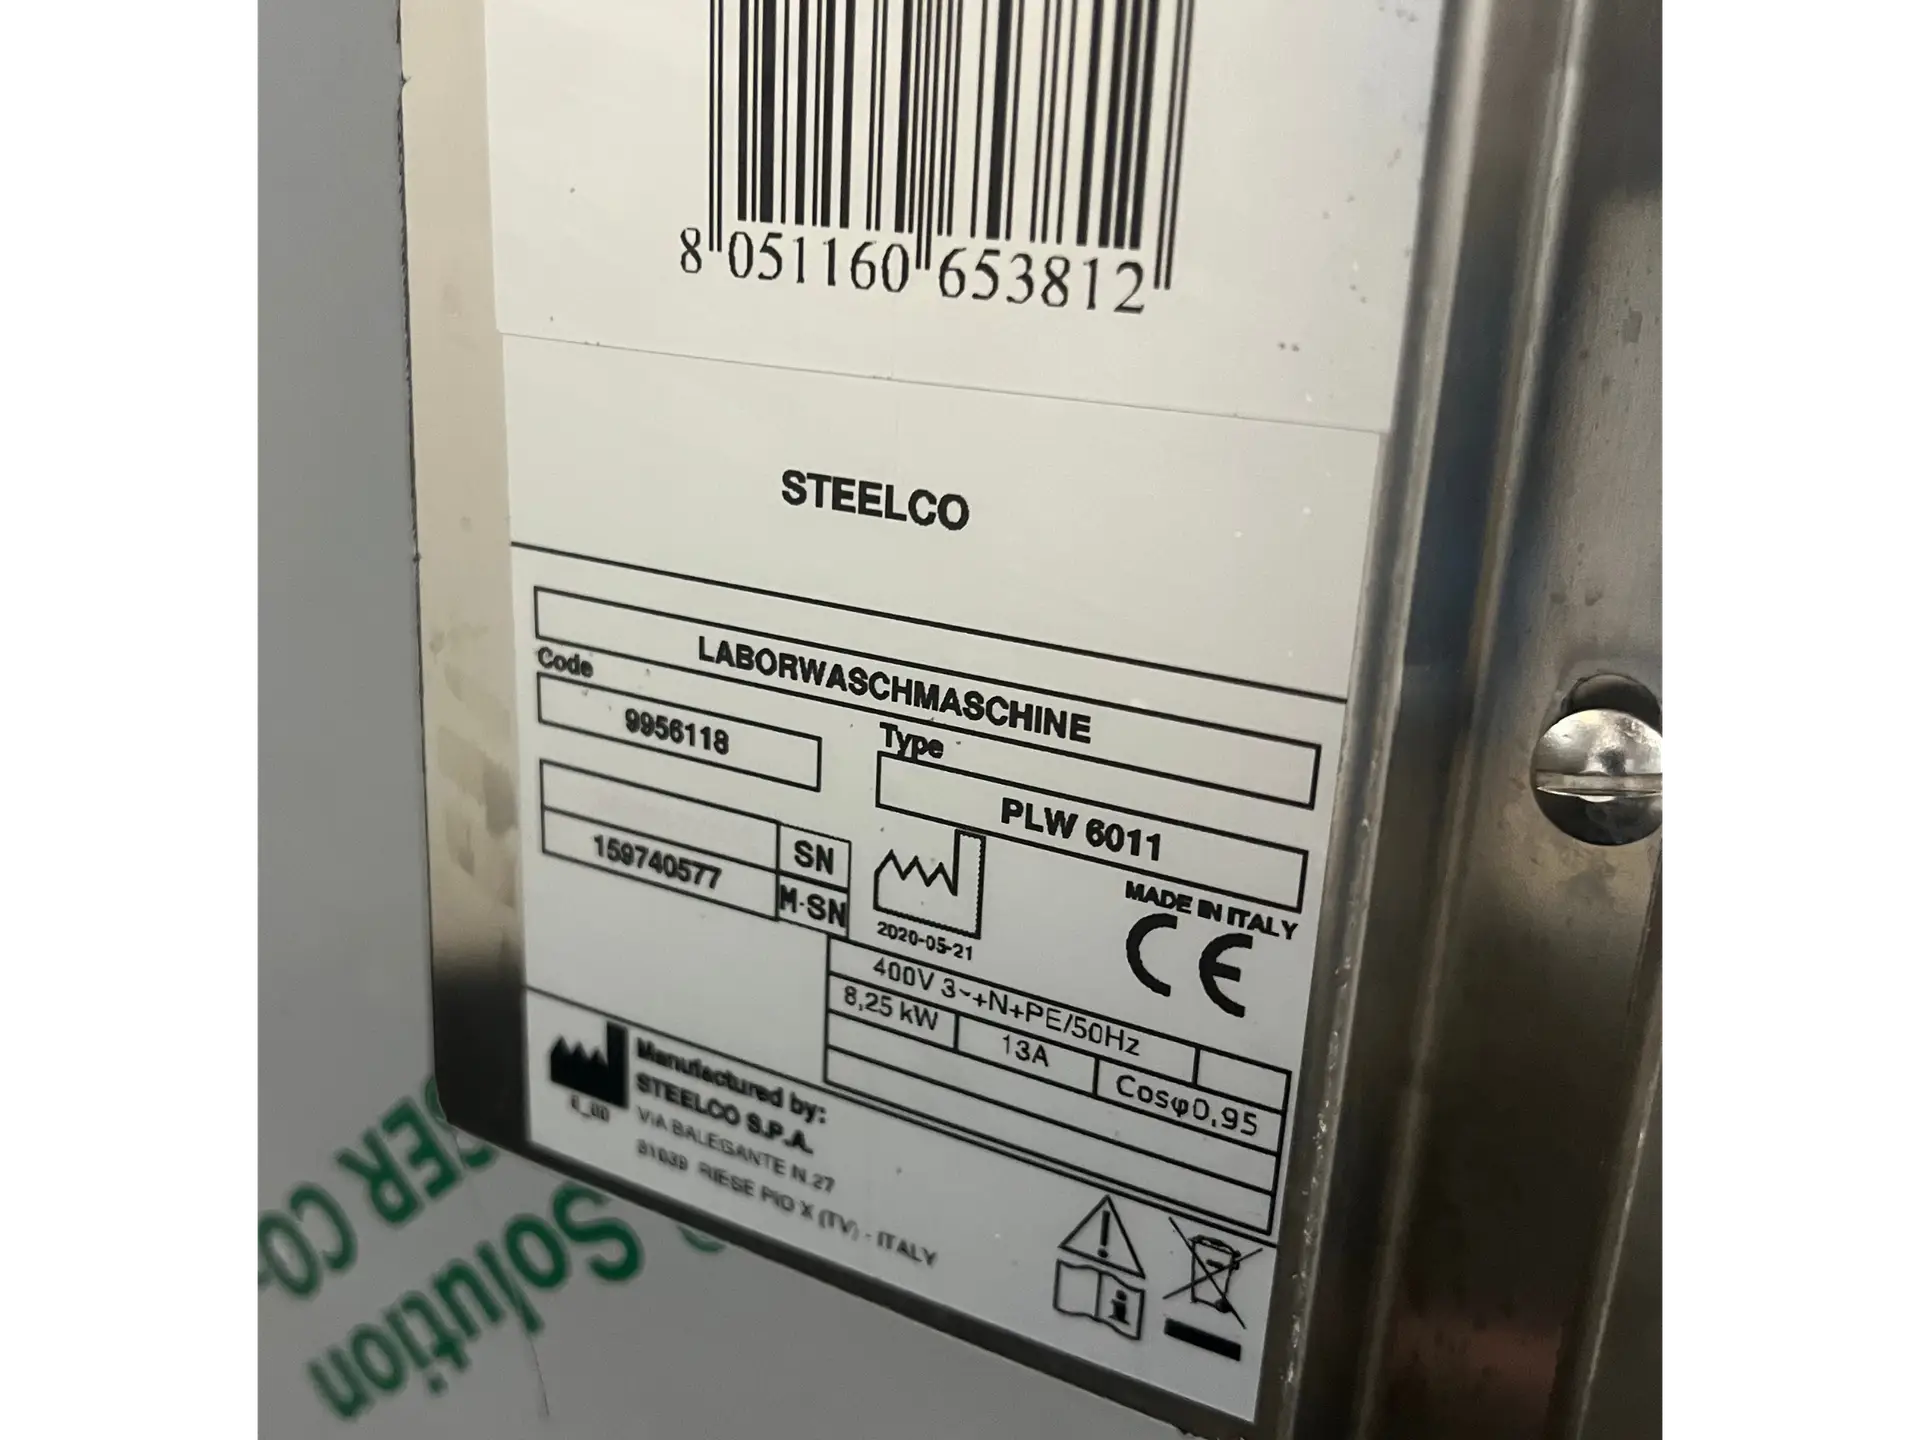 8 051160 653812
STEELCO
LABORWASCHMASCHINE
Code
9956118
Type
PLW 6011
SN
159740577
M-SN
2020-05-21
MADE IN ITALY
CE
400V 3~+N+PE/50Hz
8,25 kW
13A
Cosφ0,95
Manufactured by:
STEELCO S.P.A.
VIA BALEGANTE N.27
31039 RIESE PIO X (TV) - ITALY
Solution